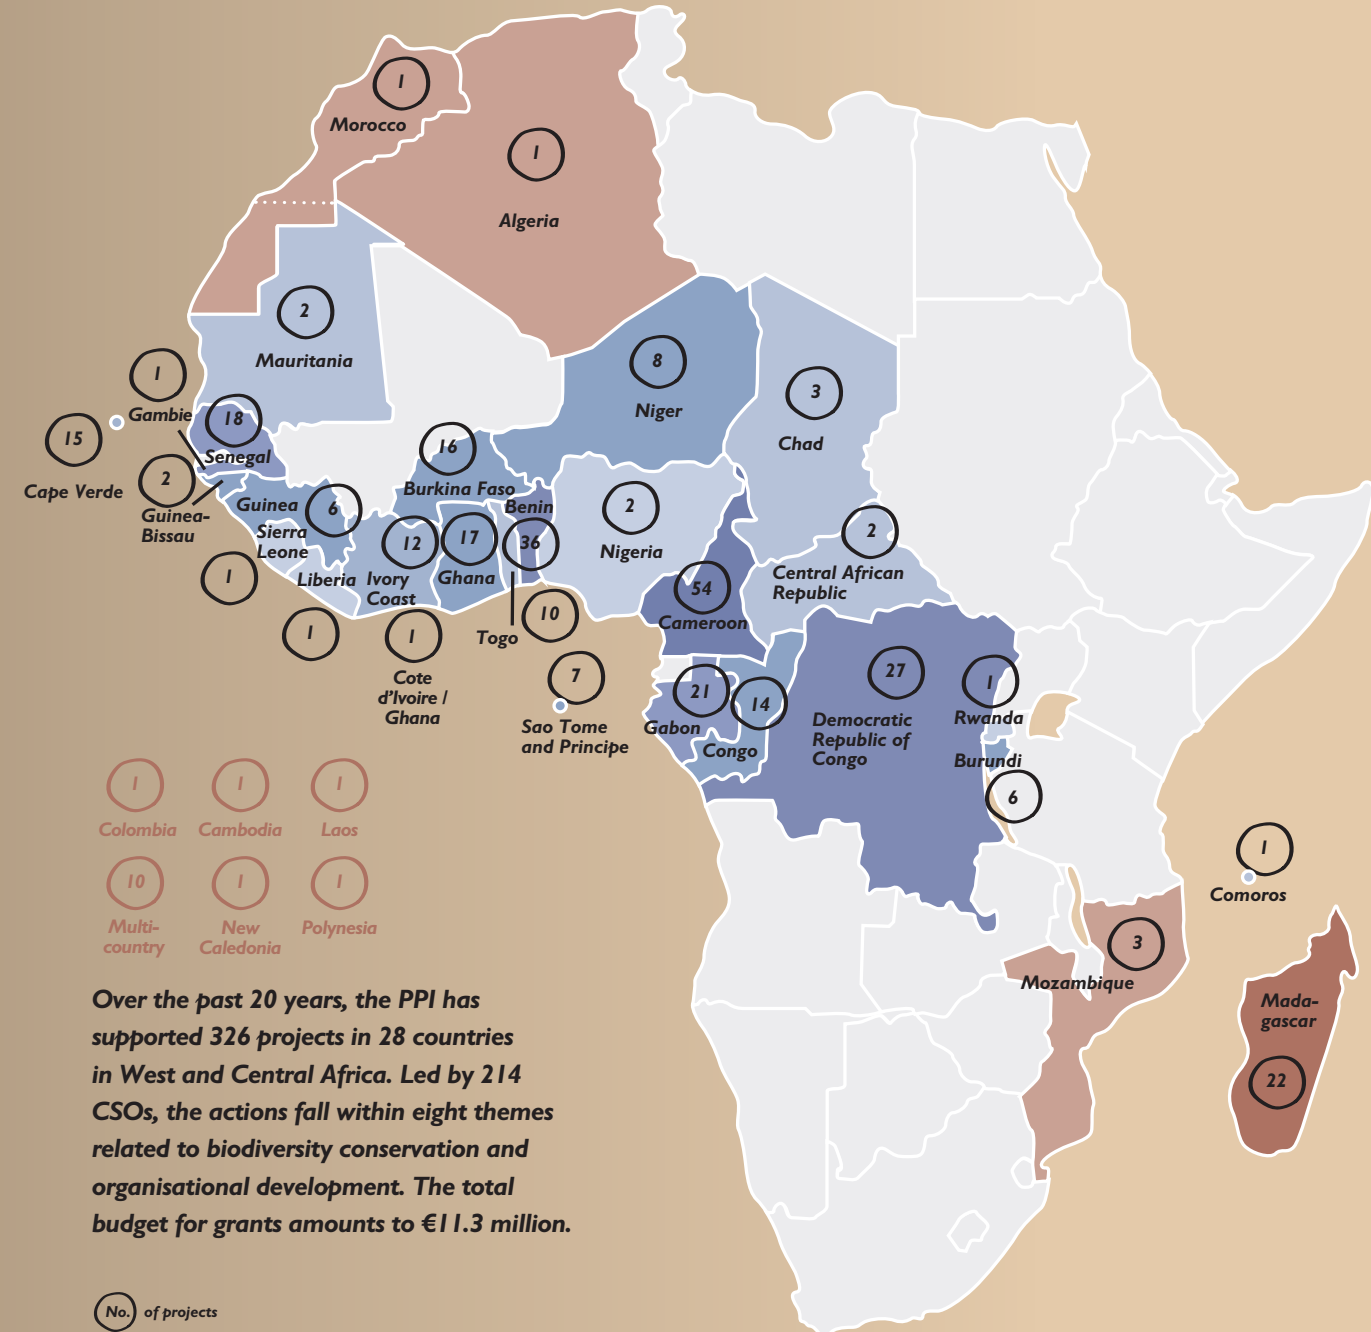 1
Morocco
1
Algeria
2
Mauritania
8
Niger
3
Chad
1
Gambie
18
Senegal
15
Cape Verde
2
Guinea-
Bissau
16
Burkina Faso
Guinea
6
Sierra
Leone
1
Liberia
1
12
Ivory
Coast
17
Ghana
Benin
36
2
Nigeria
2
Central African
Republic
54
Cameroon
1
Cote
d'Ivoire /
Ghana
Togo
10
7
Sao Tome
and Principe
21
Gabon
14
Congo
27
Democratic
Republic of
Congo
1
Rwanda
Burundi
6
1
Comoros
3
Mozambique
Mada-
gascar
22
1
Colombia
1
Cambodia
1
Laos
10
Multi-
country
1
New
Caledonia
1
Polynesia
Over the past 20 years, the PPI has
supported 326 projects in 28 countries
in West and Central Africa. Led by 214
CSOs, the actions fall within eight themes
related to biodiversity conservation and
organisational development. The total
budget for grants amounts to €11.3 million.
No. of projects